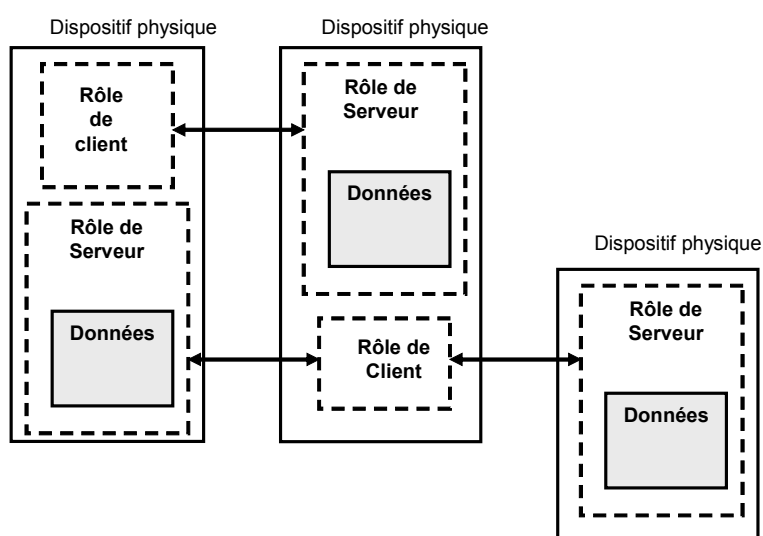 Dispositif physique
Rôle
de
client
Rôle de
Serveur
Données
Dispositif physique
Rôle de
Serveur
Données
Rôle de
Client
Dispositif physique
Rôle de
Serveur
Données